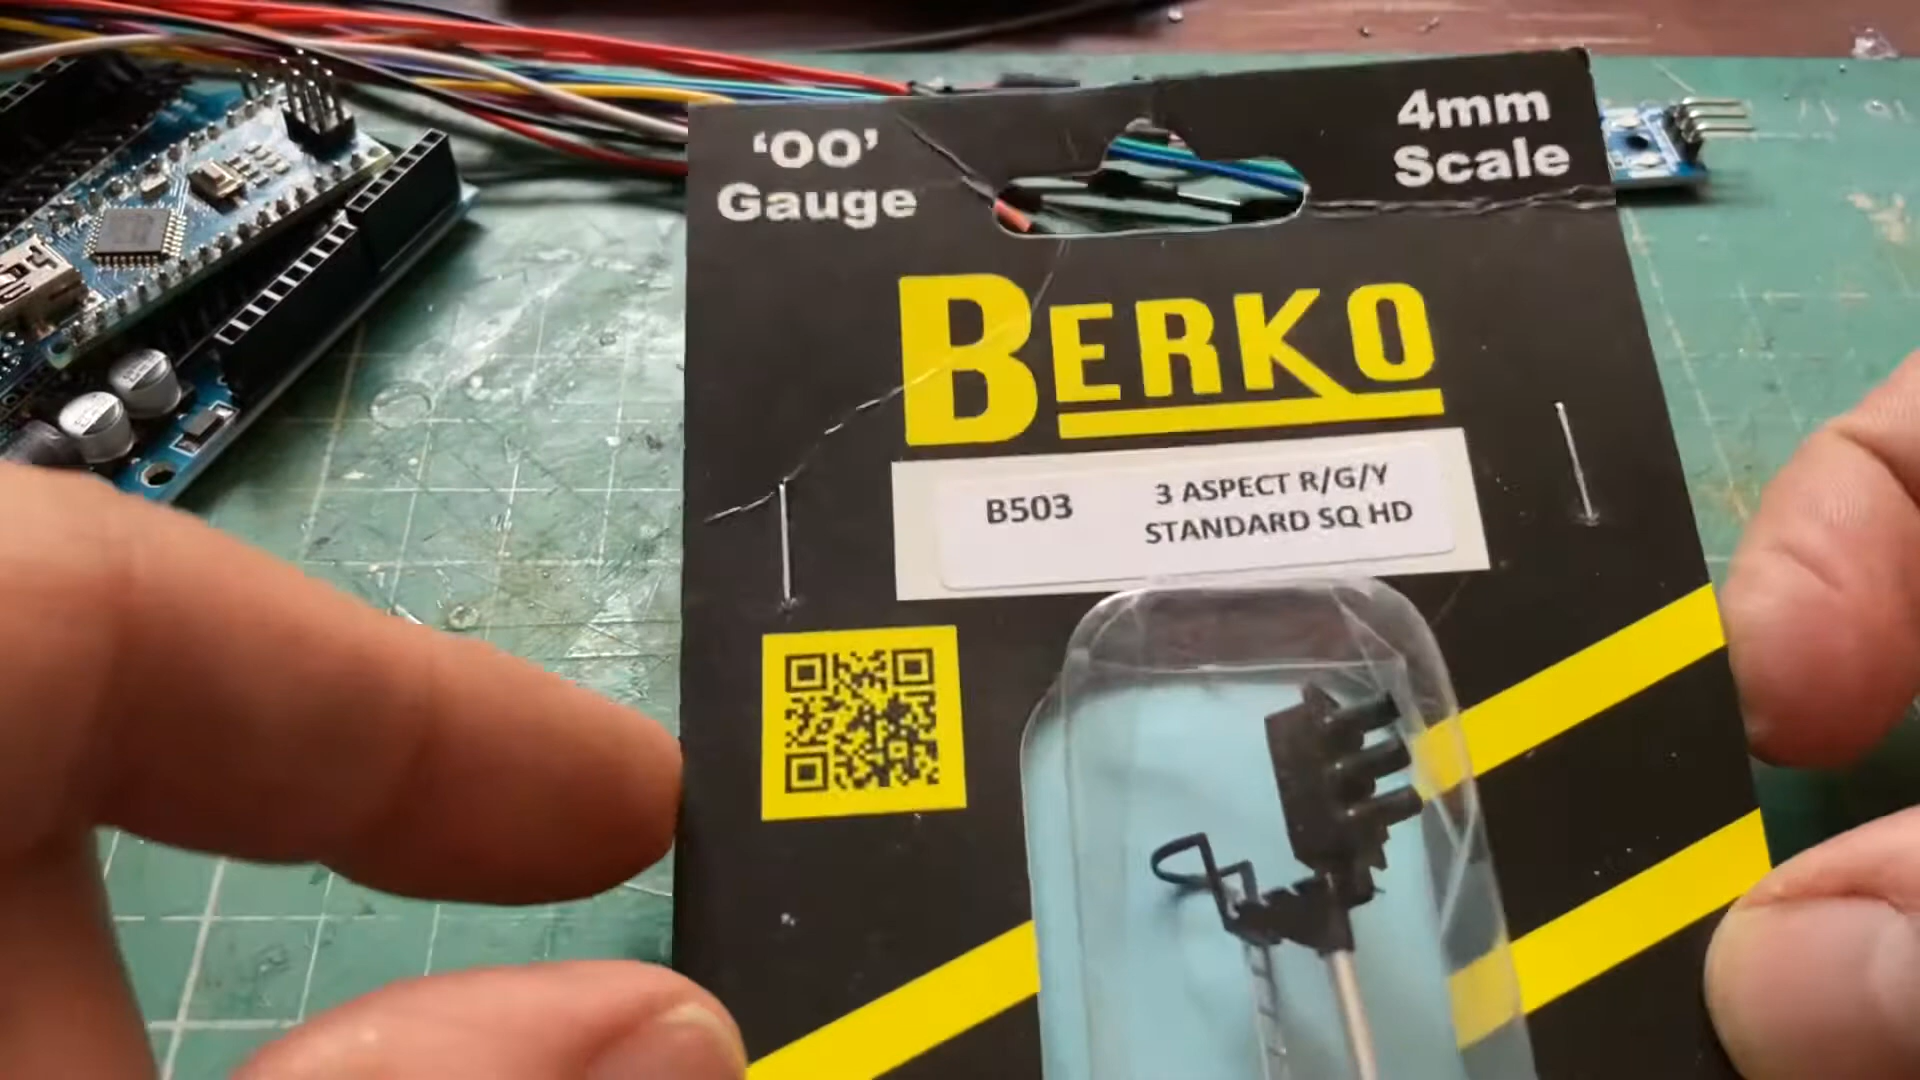 ‘OO’
Gauge
4mm
Scale
BERKO
B503
3 ASPECT R/G/Y
STANDARD SQ HD